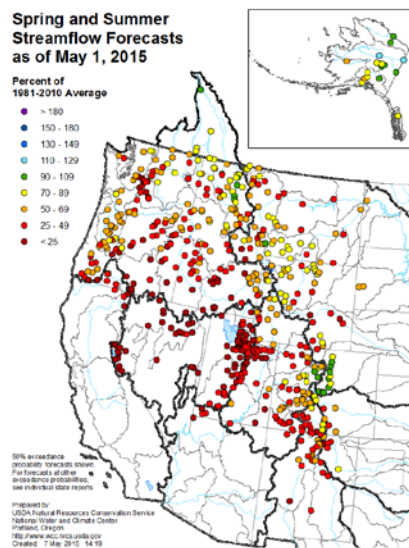 Spring and Summer
Streamflow Forecasts
as of May 1, 2015
Percent of
1981-2010 Average
> 180
150 - 180
130 - 149
110 - 129
90 - 109
70 - 89
50 - 69
25 - 49
< 25
50% exceedance
probability forecasts shown.
For forecasts at other
exceedance probabilities,
see individual state reports.
Prepared by:
USDA Natural Resources Conservation Service
National Water and Climate Center
Portland, Oregon
http://www.wcc.nrcs.usda.gov
Created 7 May 2015 14:19